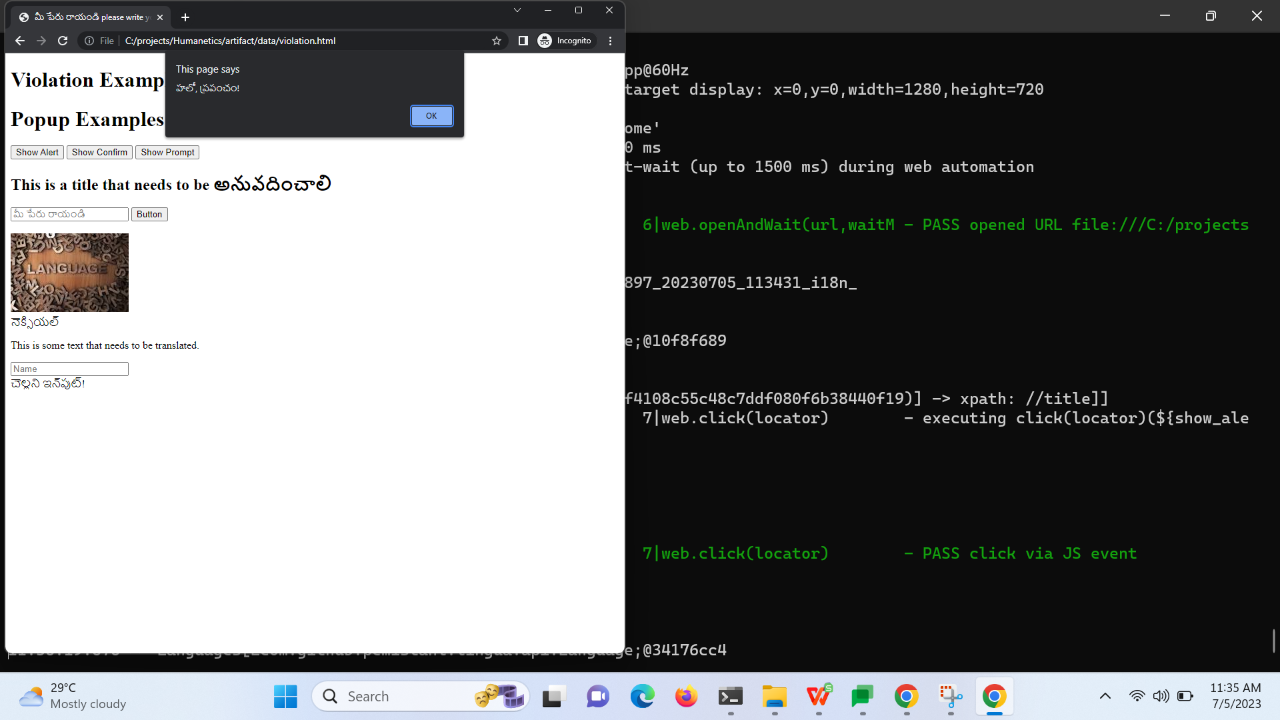 మీ పేరు రాయండి please write
File
C:/projects/Humanetics/artifact/data/violation.html
Incognito
Violation Examp
This page says
హలో, ప్రపంచం!
OK
Popup Examples
Show Alert
Show Confirm
Show Prompt
This is a title that needs to be అనువదించాలి
మీ పేరు రాయండి
Button
LANGUAGE
నెక్సియల్
This is some text that needs to be translated.
Name
చెల్లని ఇన్‌పుట్!
pp@60Hz
target display: x=0,y=0,width=1280,height=720
ome'
0 ms
t-wait (up to 1500 ms) during web automation
6|web.openAndWait(url,waitM - PASS opened URL file:///C:/projects
897_20230705_113431_i18n_
e;@10f8f689
f4108c55c48c7ddf080f6b38440f19)] -> xpath: //title]]
7|web.click(locator) - executing click(locator)(${show_ale
7|web.click(locator) - PASS click via JS event
;@34176cc4
29°C
Mostly cloudy
Search
11:35 AM
7/5/2023